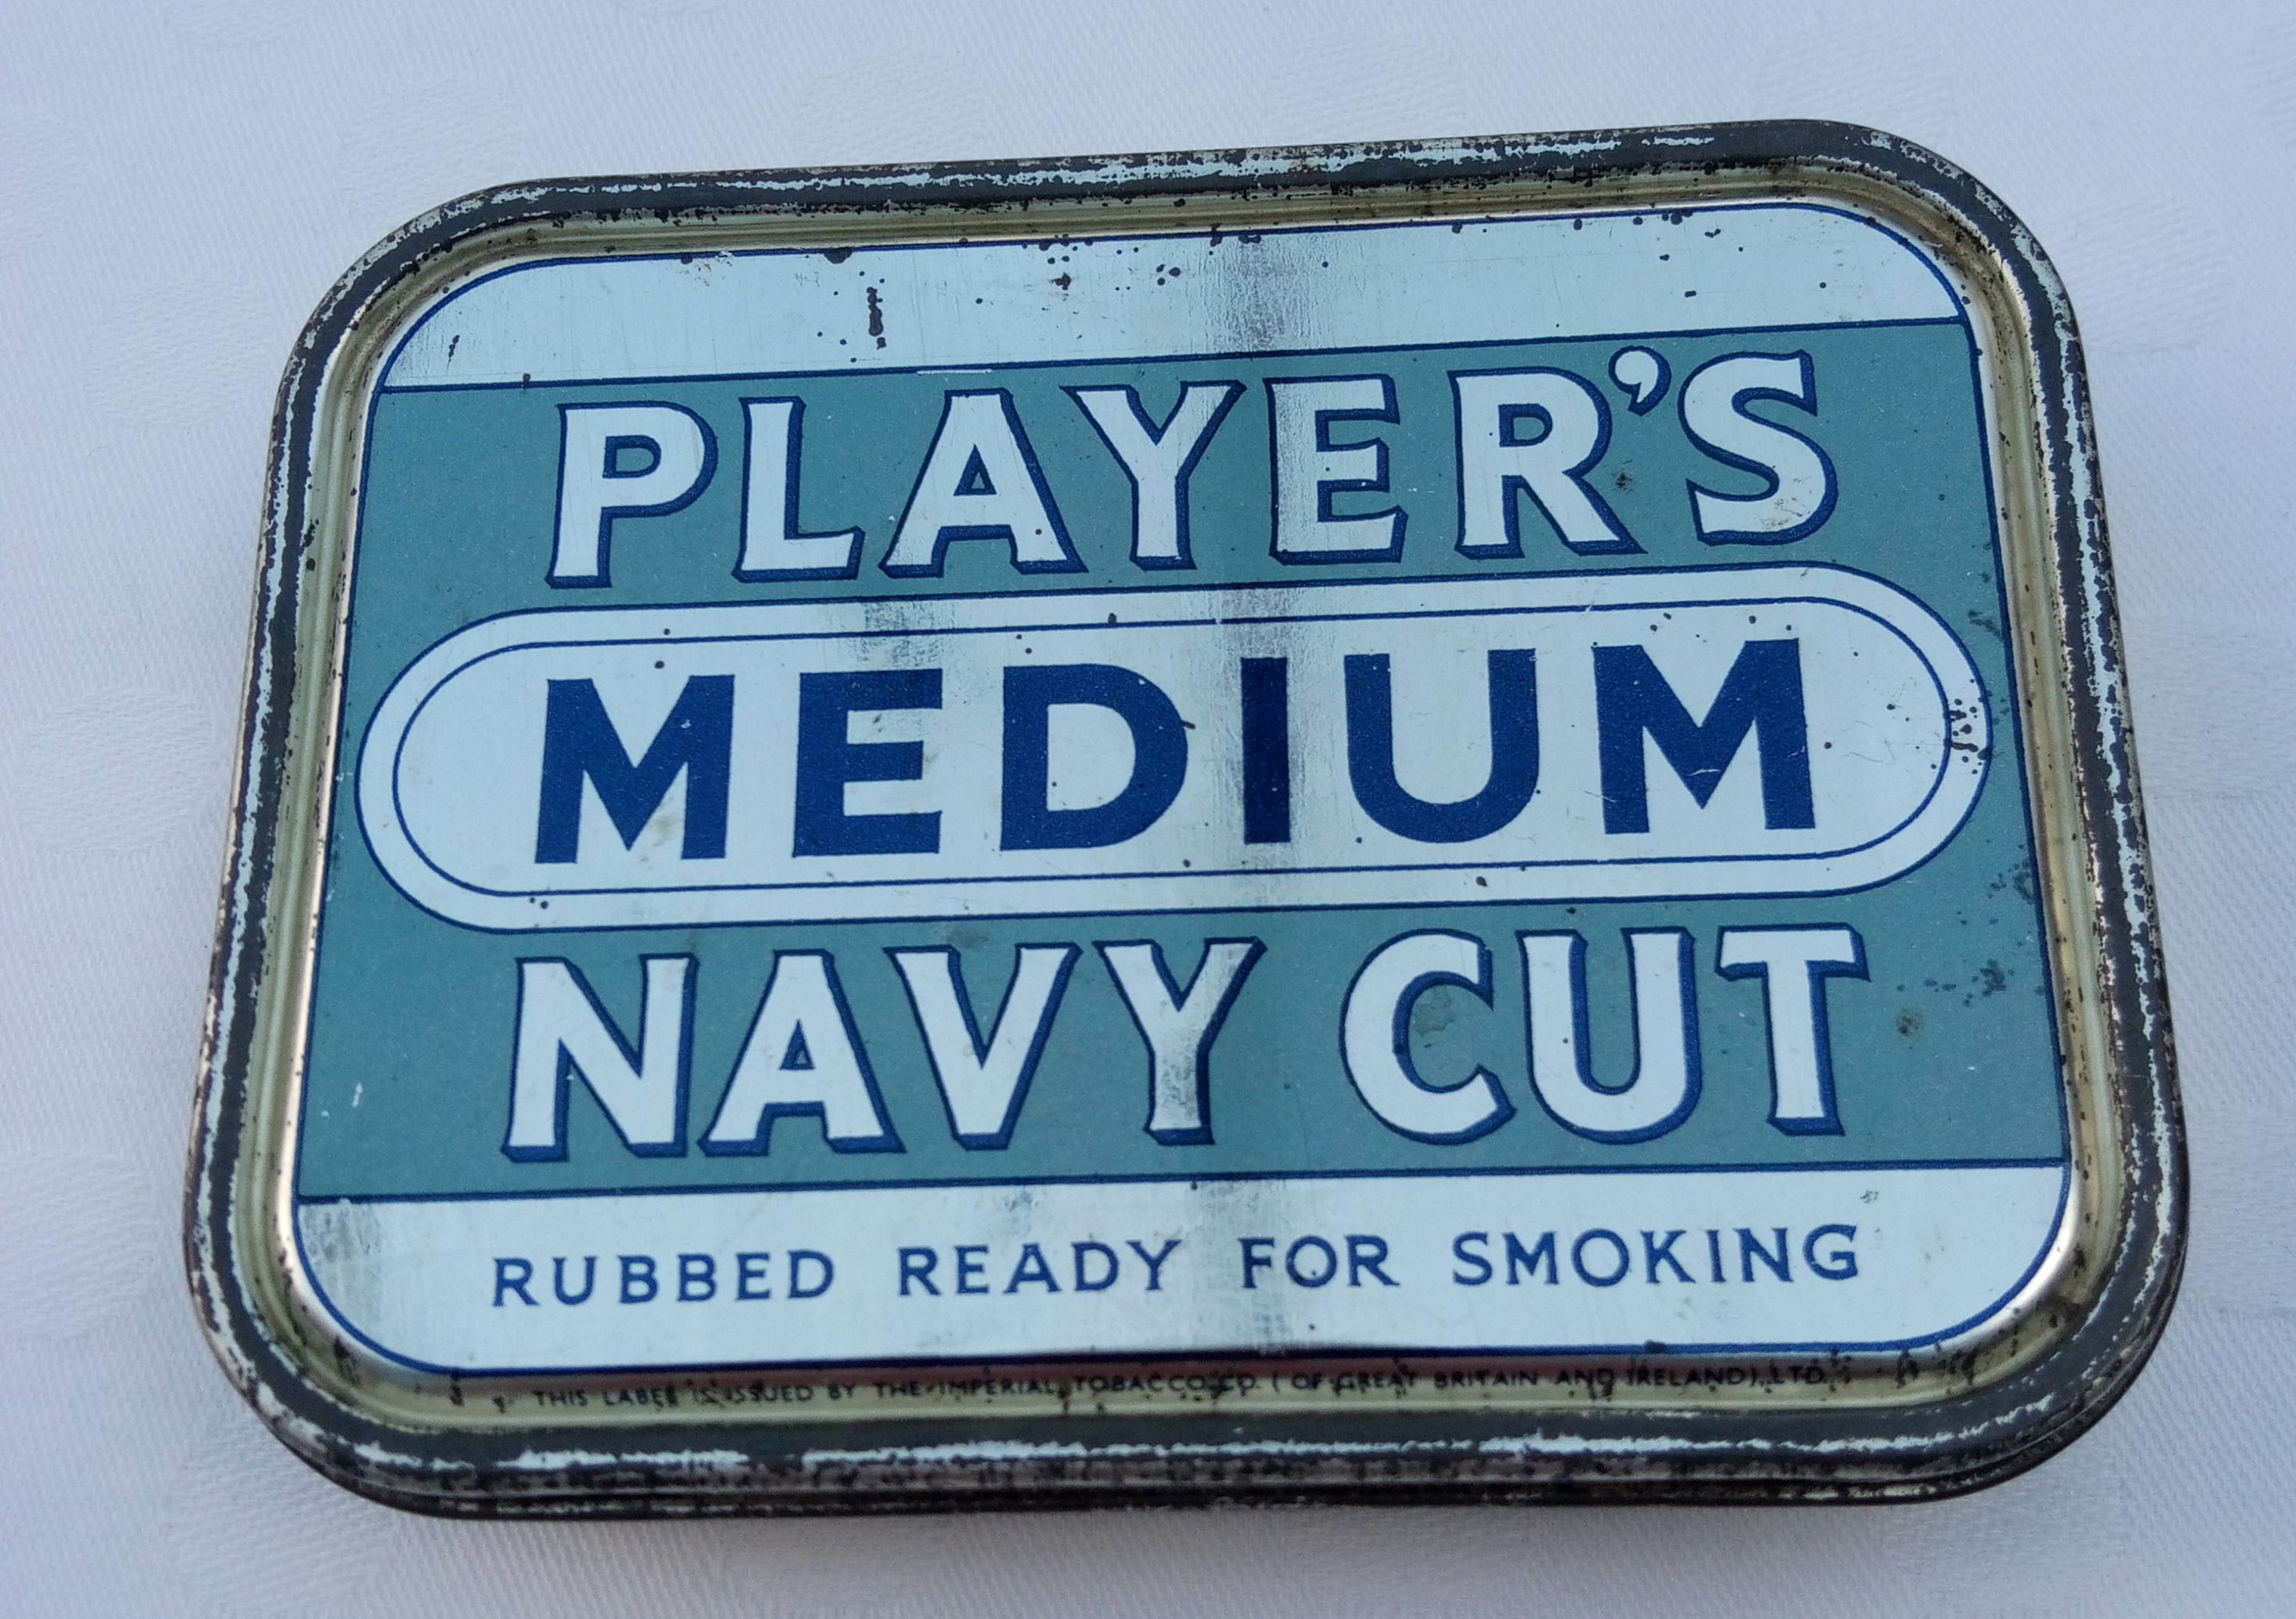 PLAYER'S
MEDIUM
NAVY CUT
RUBBED READY FOR SMOKING
THIS LABEL IS ISSUED BY THE IMPERIAL TOBACCO CO. (OF GREAT BRITAIN AND IRELAND), LTD.